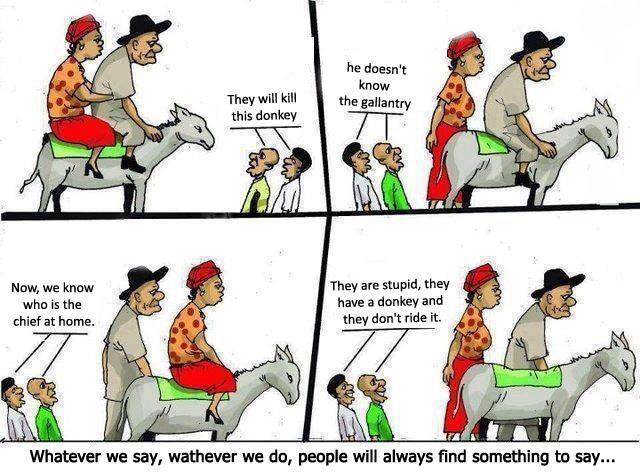 They will kill
this donkey
he doesn't
know
the gallantry
Now, we know
who is the
chief at home.
They are stupid, they
have a donkey and
they don't ride it.
Whatever we say, wathever we do, people will always find something to say...